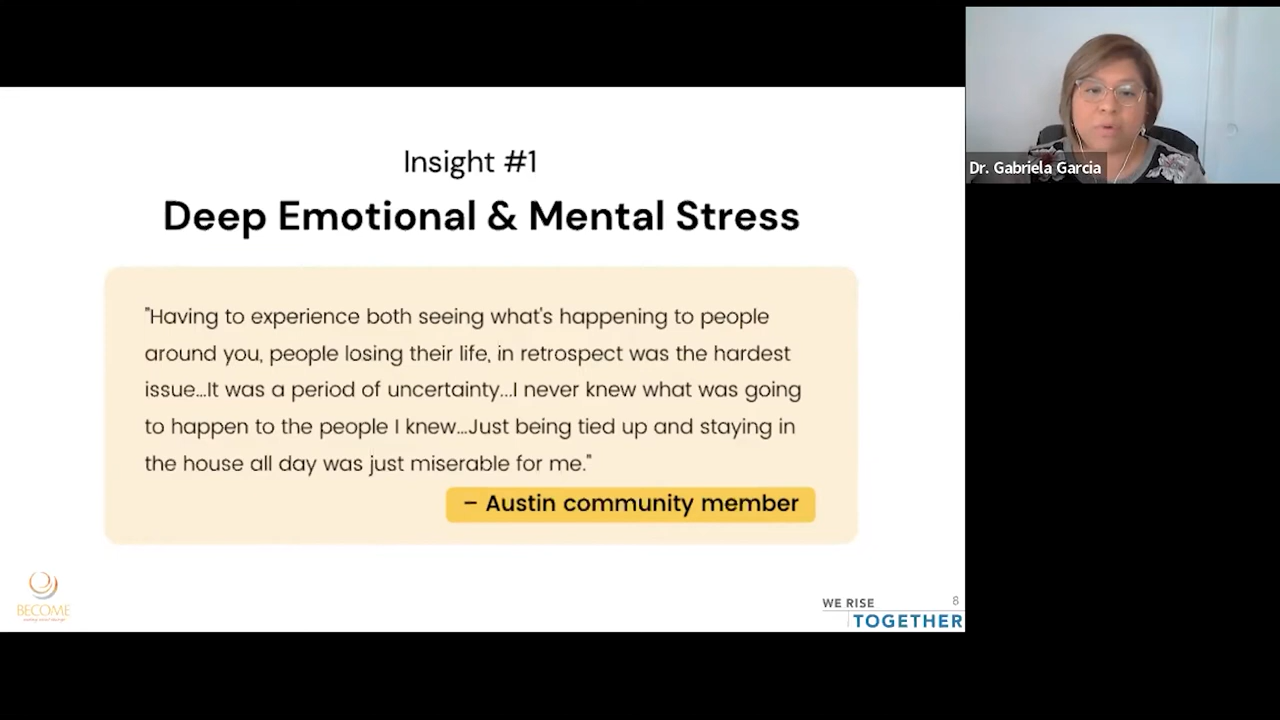 Insight #1
Deep Emotional & Mental Stress
"Having to experience both seeing what's happening to people
around you, people losing their life, in retrospect was the hardest
issue...It was a period of uncertainty...I never knew what was going
to happen to the people I knew...Just being tied up and staying in
the house all day was just miserable for me."
– Austin community member
BECOME
WE RISE
TOGETHER
8
Dr. Gabriela Garcia